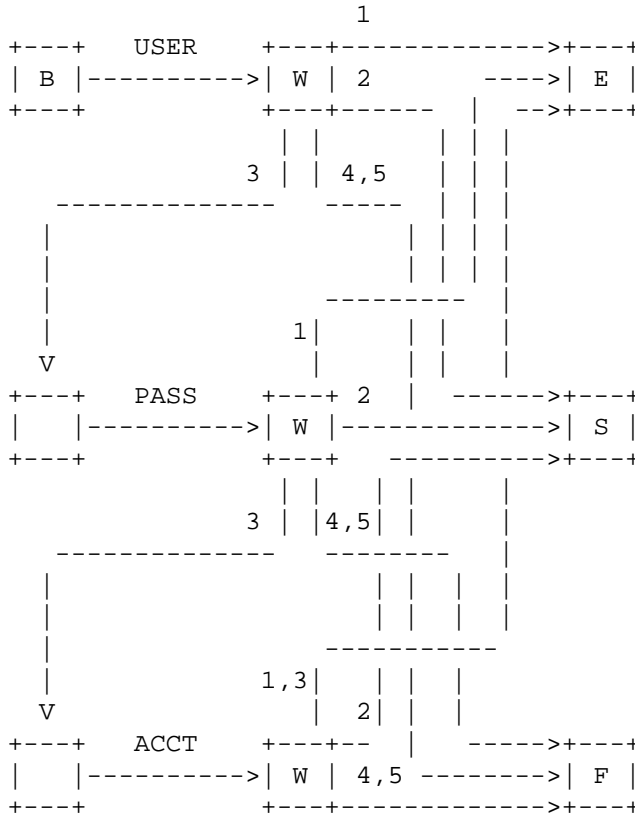 1
USER
B W 2 E
3 4,5
1
V
PASS 2
W S
3 4,5
1,3
V 2
ACCT
W 4,5 F